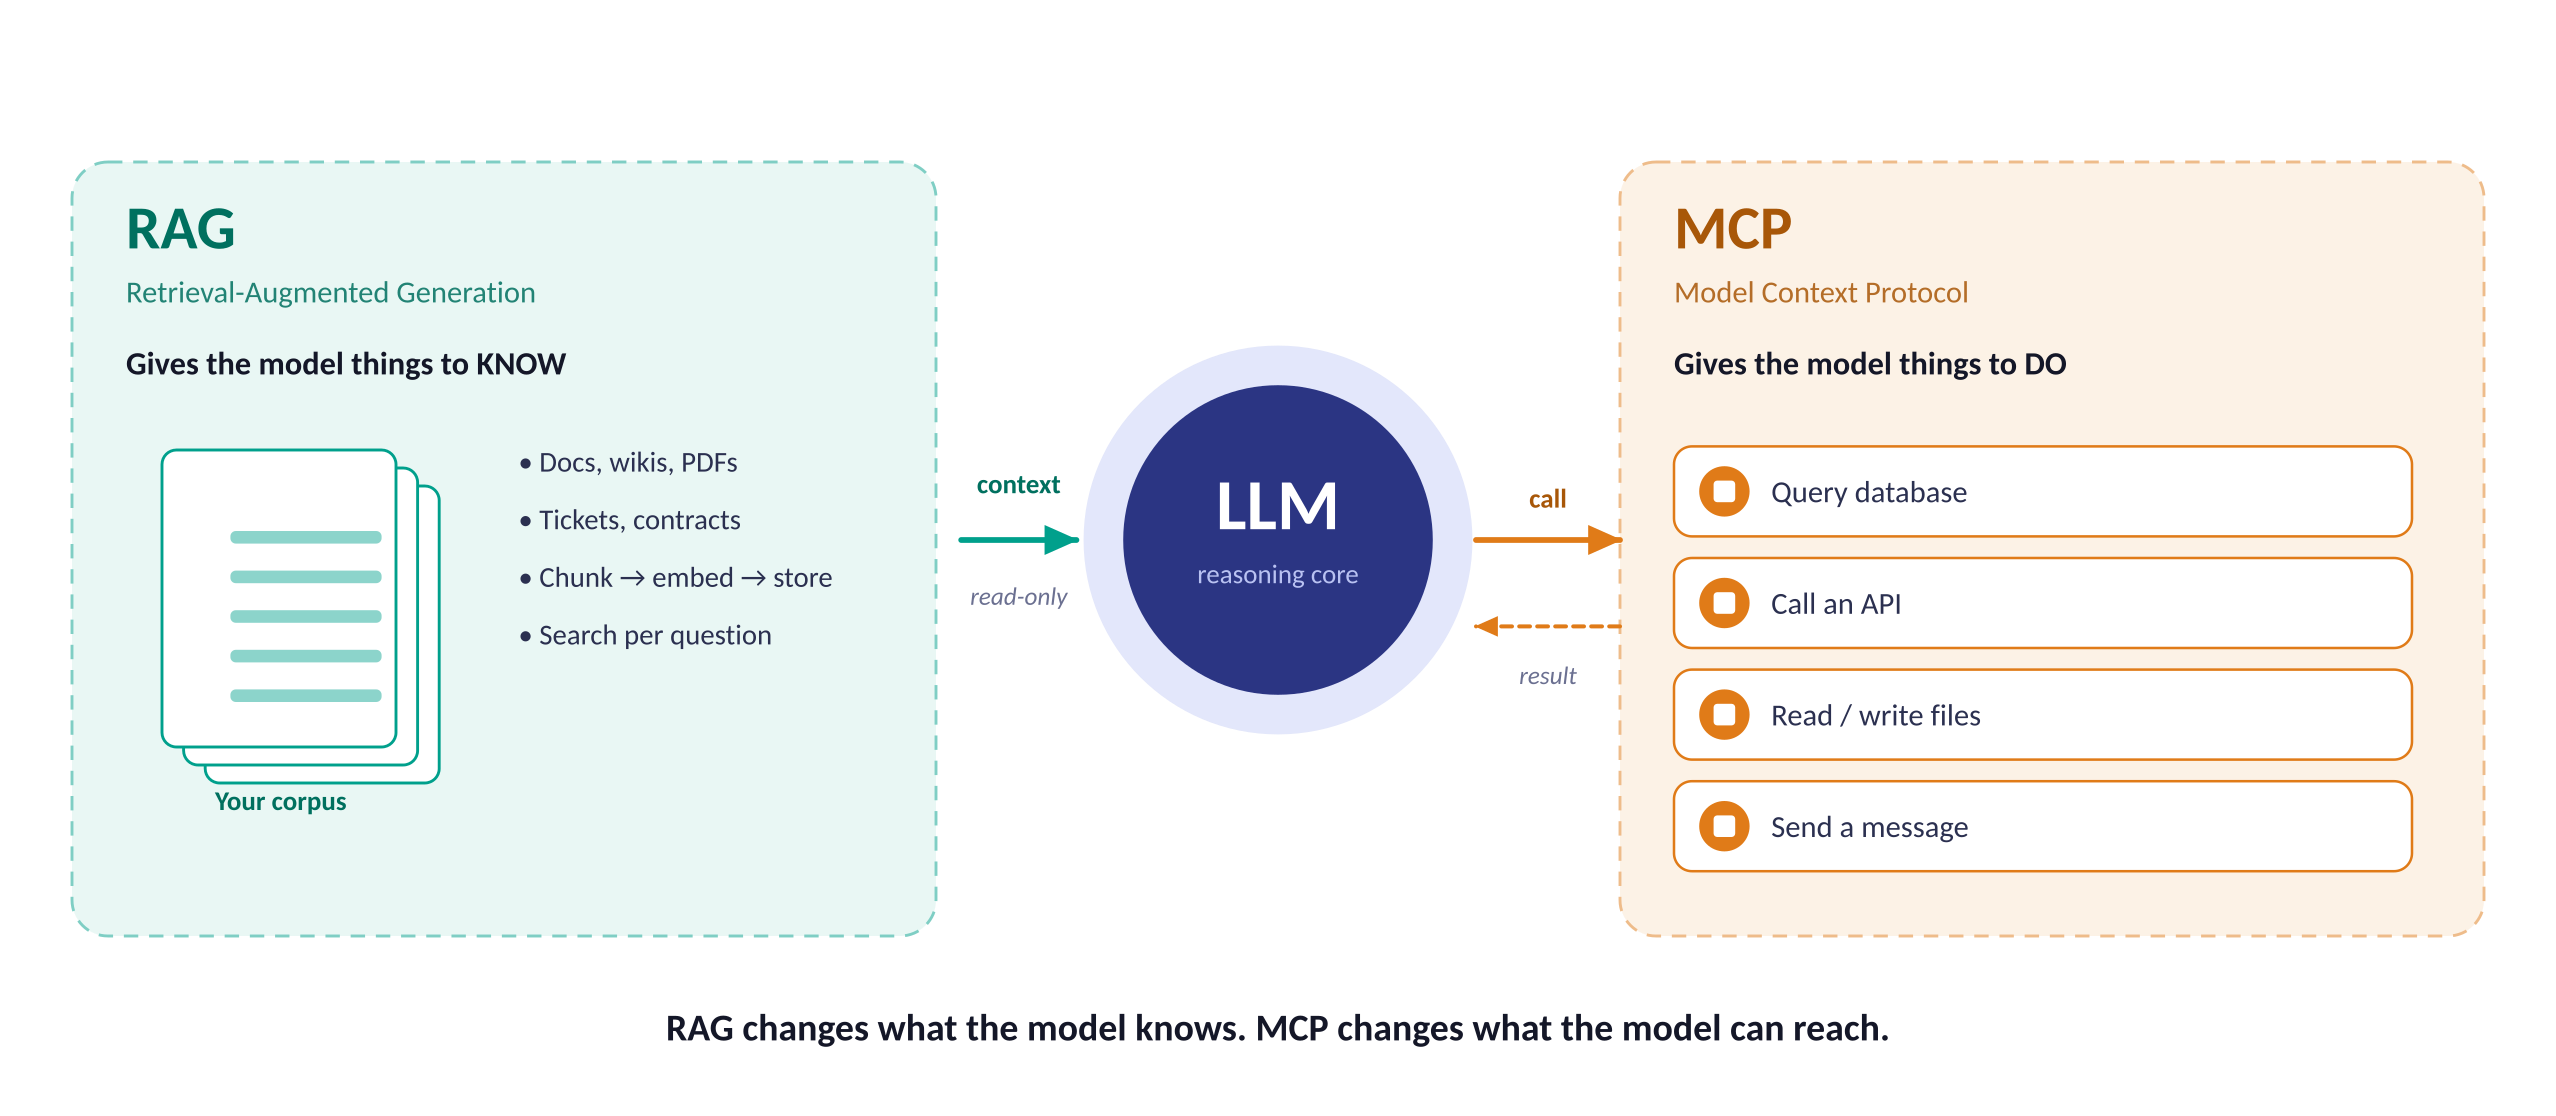 RAG
Retrieval-Augmented Generation
Gives the model things to KNOW
• Docs, wikis, PDFs
• Tickets, contracts
• Chunk → embed → store
• Search per question
Your corpus
context
read-only
LLM
reasoning core
call
result
MCP
Model Context Protocol
Gives the model things to DO
Query database
Call an API
Read / write files
Send a message
RAG changes what the model knows. MCP changes what the model can reach.